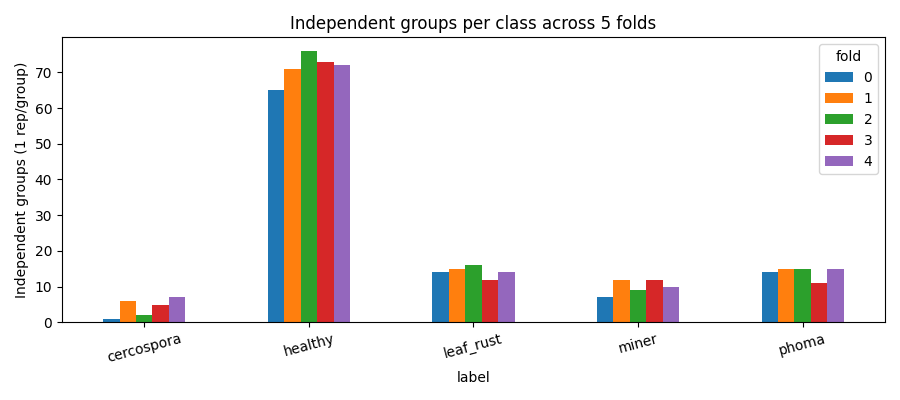 Independent groups per class across 5 folds
Independent groups (1 rep/group)
70
60
50
40
30
20
10
0
fold
0
1
2
3
4
cercospora
healthy
leaf_rust
miner
phoma
label